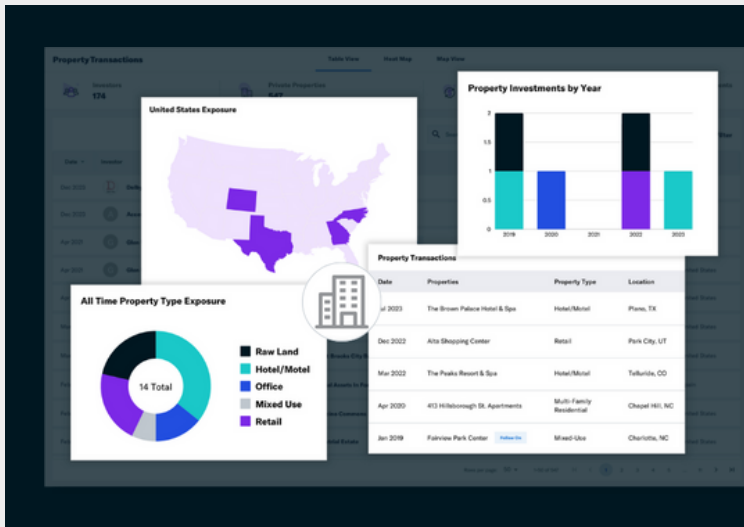 Property Transactions
Table View
Heat Map
Map View
Investors
174
Private Properties
547
Date
Investor
Dec 2022
Apr 2021
United States Exposure
Property Investments by Year
2
1.5
1
0.5
0
2019
2020
2021
2022
2023
All Time Property Type Exposure
14 Total
Raw Land
Hotel/Motel
Office
Mixed Use
Retail
Property Transactions
Date Properties Property Type Location
Jul 2023 The Brown Palace Hotel & Spa Hotel/Motel Plano, TX
Dec 2022 Alta Shopping Center Retail Park City, UT
Mar 2022 The Peaks Resort & Spa Hotel/Motel Telluride, CO
Apr 2020 413 Hillsborough St. Apartments Multi-Family Residential Chapel Hill, NC
Jan 2019 Fairview Park Center Follow On Mixed-Use Charlotte, NC